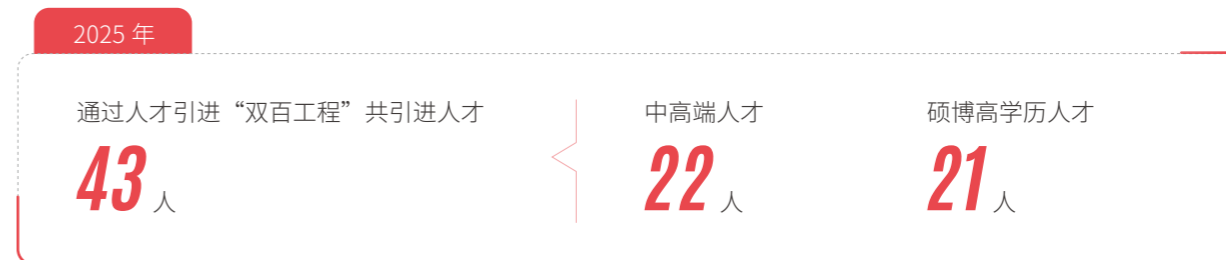 2025 年
通过人才引进“双百工程”共引进人才
43 人
中高端人才
22 人
硕博高学历人才
21 人